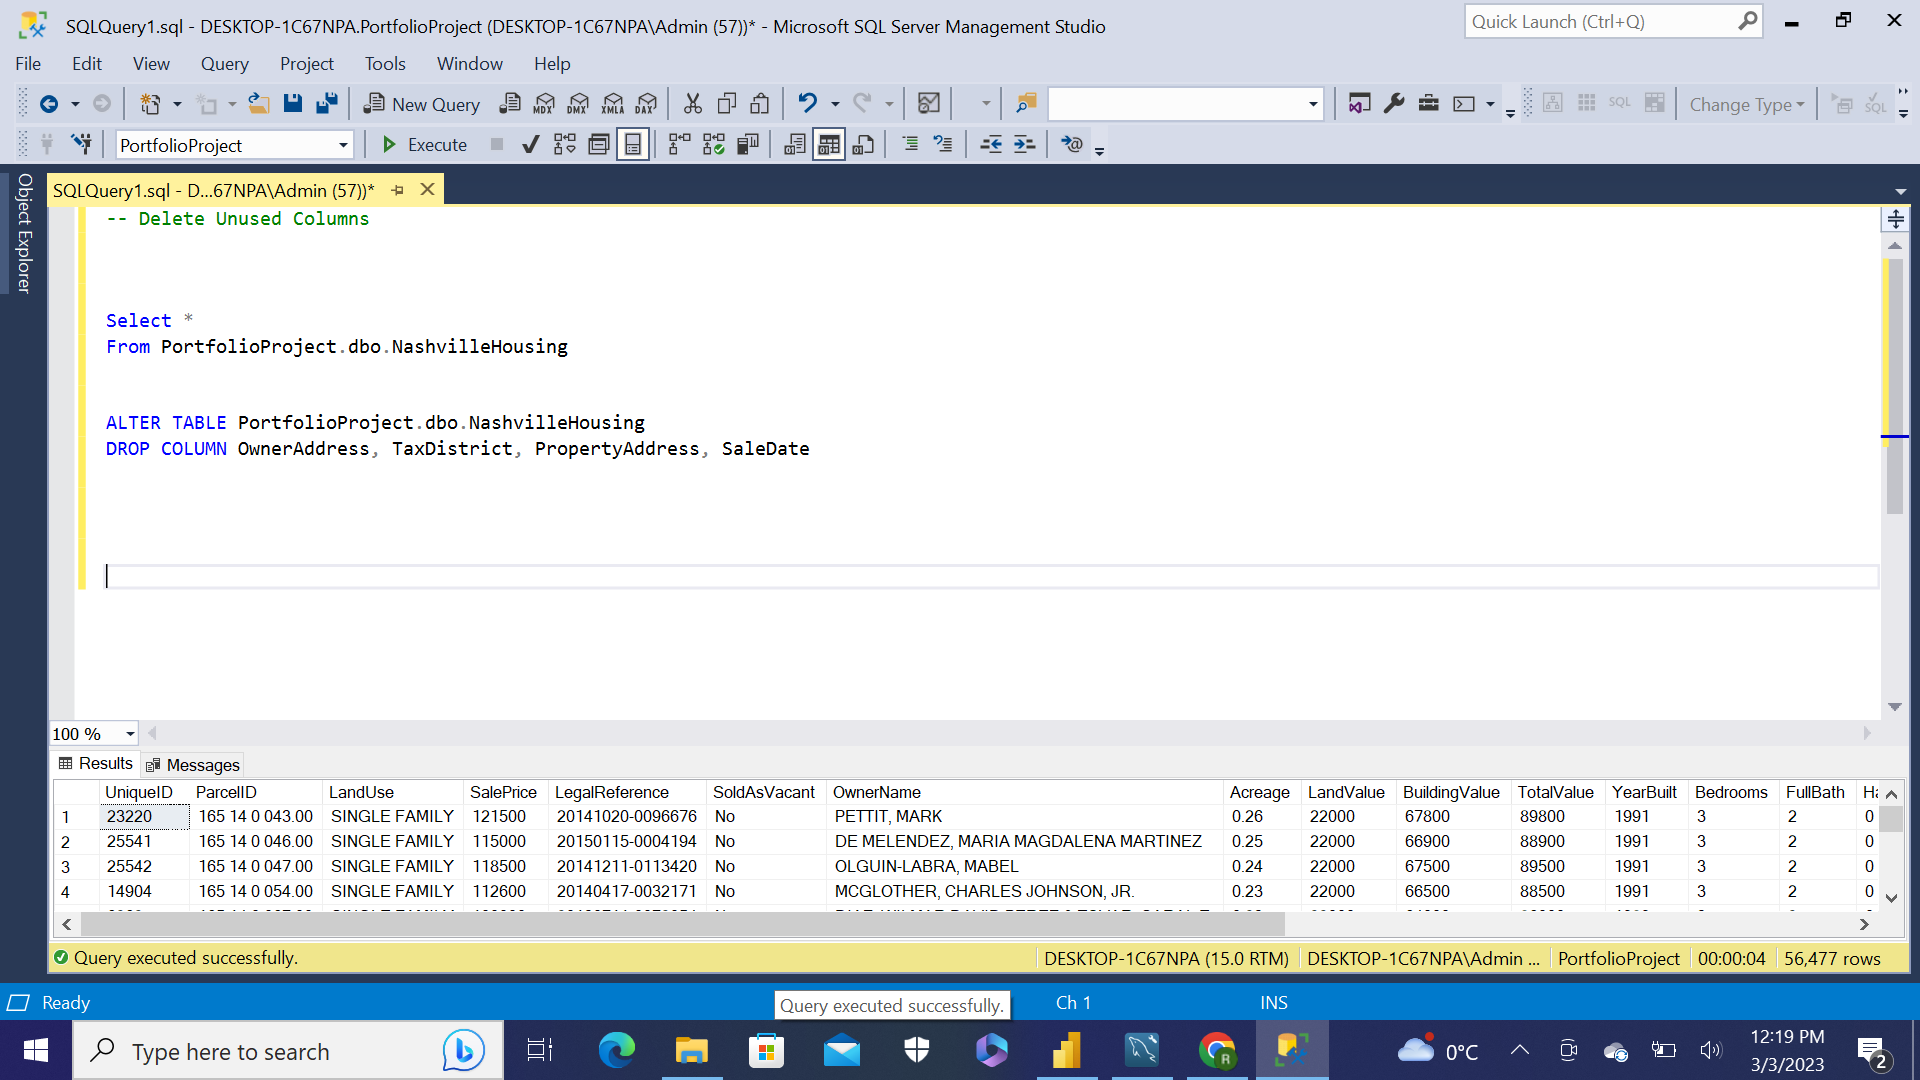 SQLQuery1.sql - DESKTOP-1C67NPA.PortfolioProject (DESKTOP-1C67NPA\Admin (57))* - Microsoft SQL Server Management Studio
Quick Launch (Ctrl+Q)
File Edit View Query Project Tools Window Help
New Query MDX DMX XMLA DAX SQL Change Type SQL
PortfolioProject Execute
Object Explorer
SQLQuery1.sql - D...67NPA\Admin (57))*
-- Delete Unused Columns
Select *
From PortfolioProject.dbo.NashvilleHousing
ALTER TABLE PortfolioProject.dbo.NashvilleHousing
DROP COLUMN OwnerAddress, TaxDistrict, PropertyAddress, SaleDate
100 %
Results Messages
UniqueID ParcelID LandUse SalePrice LegalReference SoldAsVacant OwnerName Acreage LandValue BuildingValue TotalValue YearBuilt Bedrooms FullBath Ha
1 23220 165 14 0 043.00 SINGLE FAMILY 121500 20141020-0096676 No PETTIT, MARK 0.26 22000 67800 89800 1991 3 2 0
2 25541 165 14 0 046.00 SINGLE FAMILY 115000 20150115-0004194 No DE MELENDEZ, MARIA MAGDALENA MARTINEZ 0.25 22000 66900 88900 1991 3 2 0
3 25542 165 14 0 047.00 SINGLE FAMILY 118500 20141211-0113420 No OLGUIN-LABRA, MABEL 0.24 22000 67500 89500 1991 3 2 0
4 14904 165 14 0 054.00 SINGLE FAMILY 112600 20140417-0032171 No MCGLOTHER, CHARLES JOHNSON, JR. 0.23 22000 66500 88500 1991 3 2 0
Query executed successfully. DESKTOP-1C67NPA (15.0 RTM) DESKTOP-1C67NPA\Admin ... PortfolioProject 00:00:04 56,477 rows
Ready Query executed successfully. Ch 1 INS
Type here to search R 0°C 12:19 PM
3/3/2023 2